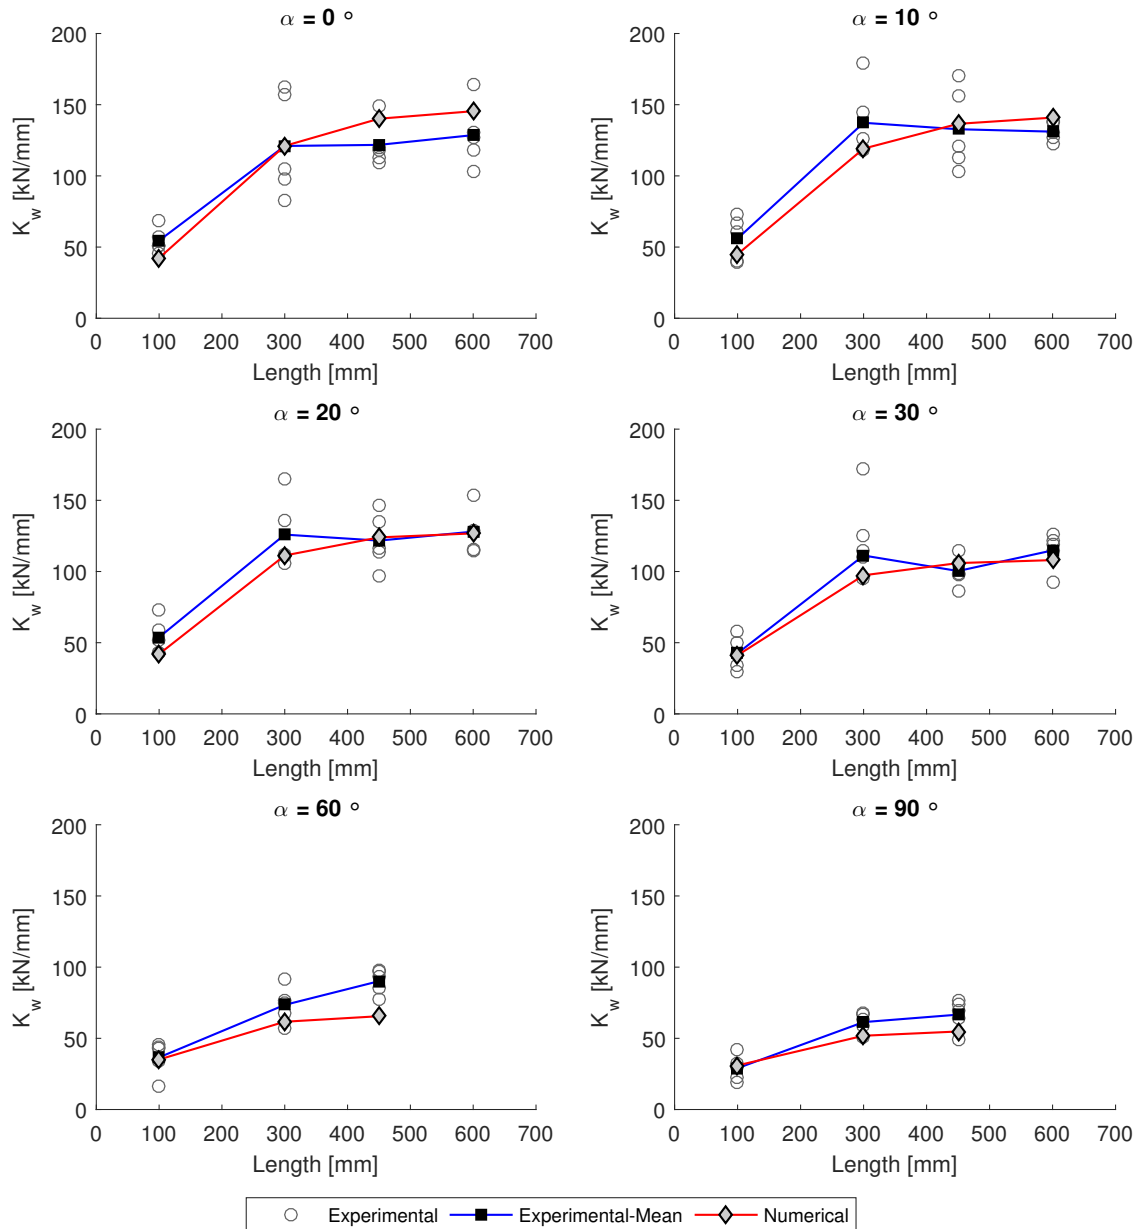 α = 0 °
200
150
100
50
0
K_w [kN/mm]
0 100 200 300 400 500 600 700
Length [mm]
α = 10 °
200
150
100
50
0
K_w [kN/mm]
0 100 200 300 400 500 600 700
Length [mm]
α = 20 °
200
150
100
50
0
K_w [kN/mm]
0 100 200 300 400 500 600 700
Length [mm]
α = 30 °
200
150
100
50
0
K_w [kN/mm]
0 100 200 300 400 500 600 700
Length [mm]
α = 60 °
200
150
100
50
0
K_w [kN/mm]
0 100 200 300 400 500 600 700
Length [mm]
α = 90 °
200
150
100
50
0
K_w [kN/mm]
0 100 200 300 400 500 600 700
Length [mm]
Experimental Experimental-Mean Numerical